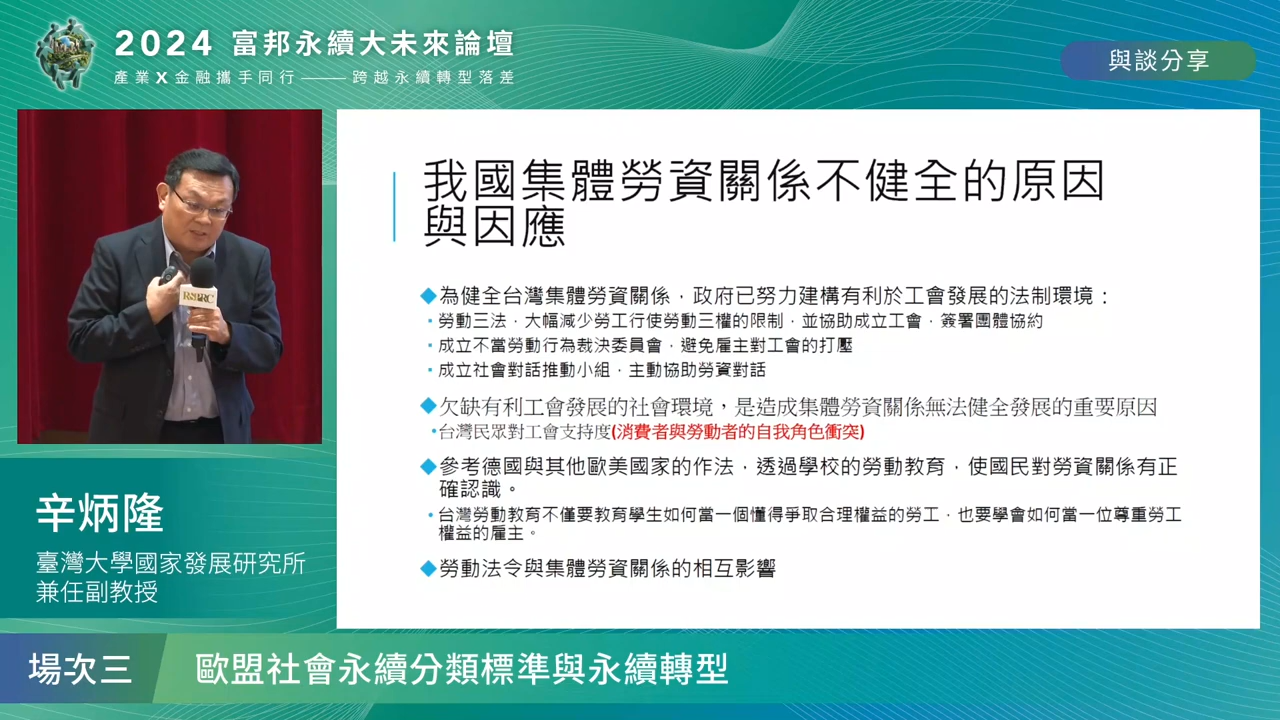 2024 富邦永續大未來論壇
產業X金融攜手同行——跨越永續轉型落差
與談分享
我國集體勞資關係不健全的原因
與因應
◆為健全台灣集體勞資關係，政府已努力建構有利於工會發展的法制環境：
•勞動三法，大幅減少勞工行使勞動三權的限制，並協助成立工會，簽署團體協約
•成立不當勞動行為裁決委員會，避免雇主對工會的打壓
•成立社會對話推動小組，主動協助勞資對話
◆欠缺有利工會發展的社會環境，是造成集體勞資關係無法健全發展的重要原因
•台灣民眾對工會支持度(消費者與勞動者的自我角色衝突)
◆參考德國與其他歐美國家的作法，透過學校的勞動教育，使國民對勞資關係有正
確認識。
•台灣勞動教育不僅要教育學生如何當一個懂得爭取合理權益的勞工，也要學會如何當一位尊重勞工
權益的雇主。
◆勞動法令與集體勞資關係的相互影響
辛炳隆
臺灣大學國家發展研究所
兼任副教授
場次三
歐盟社會永續分類標準與永續轉型